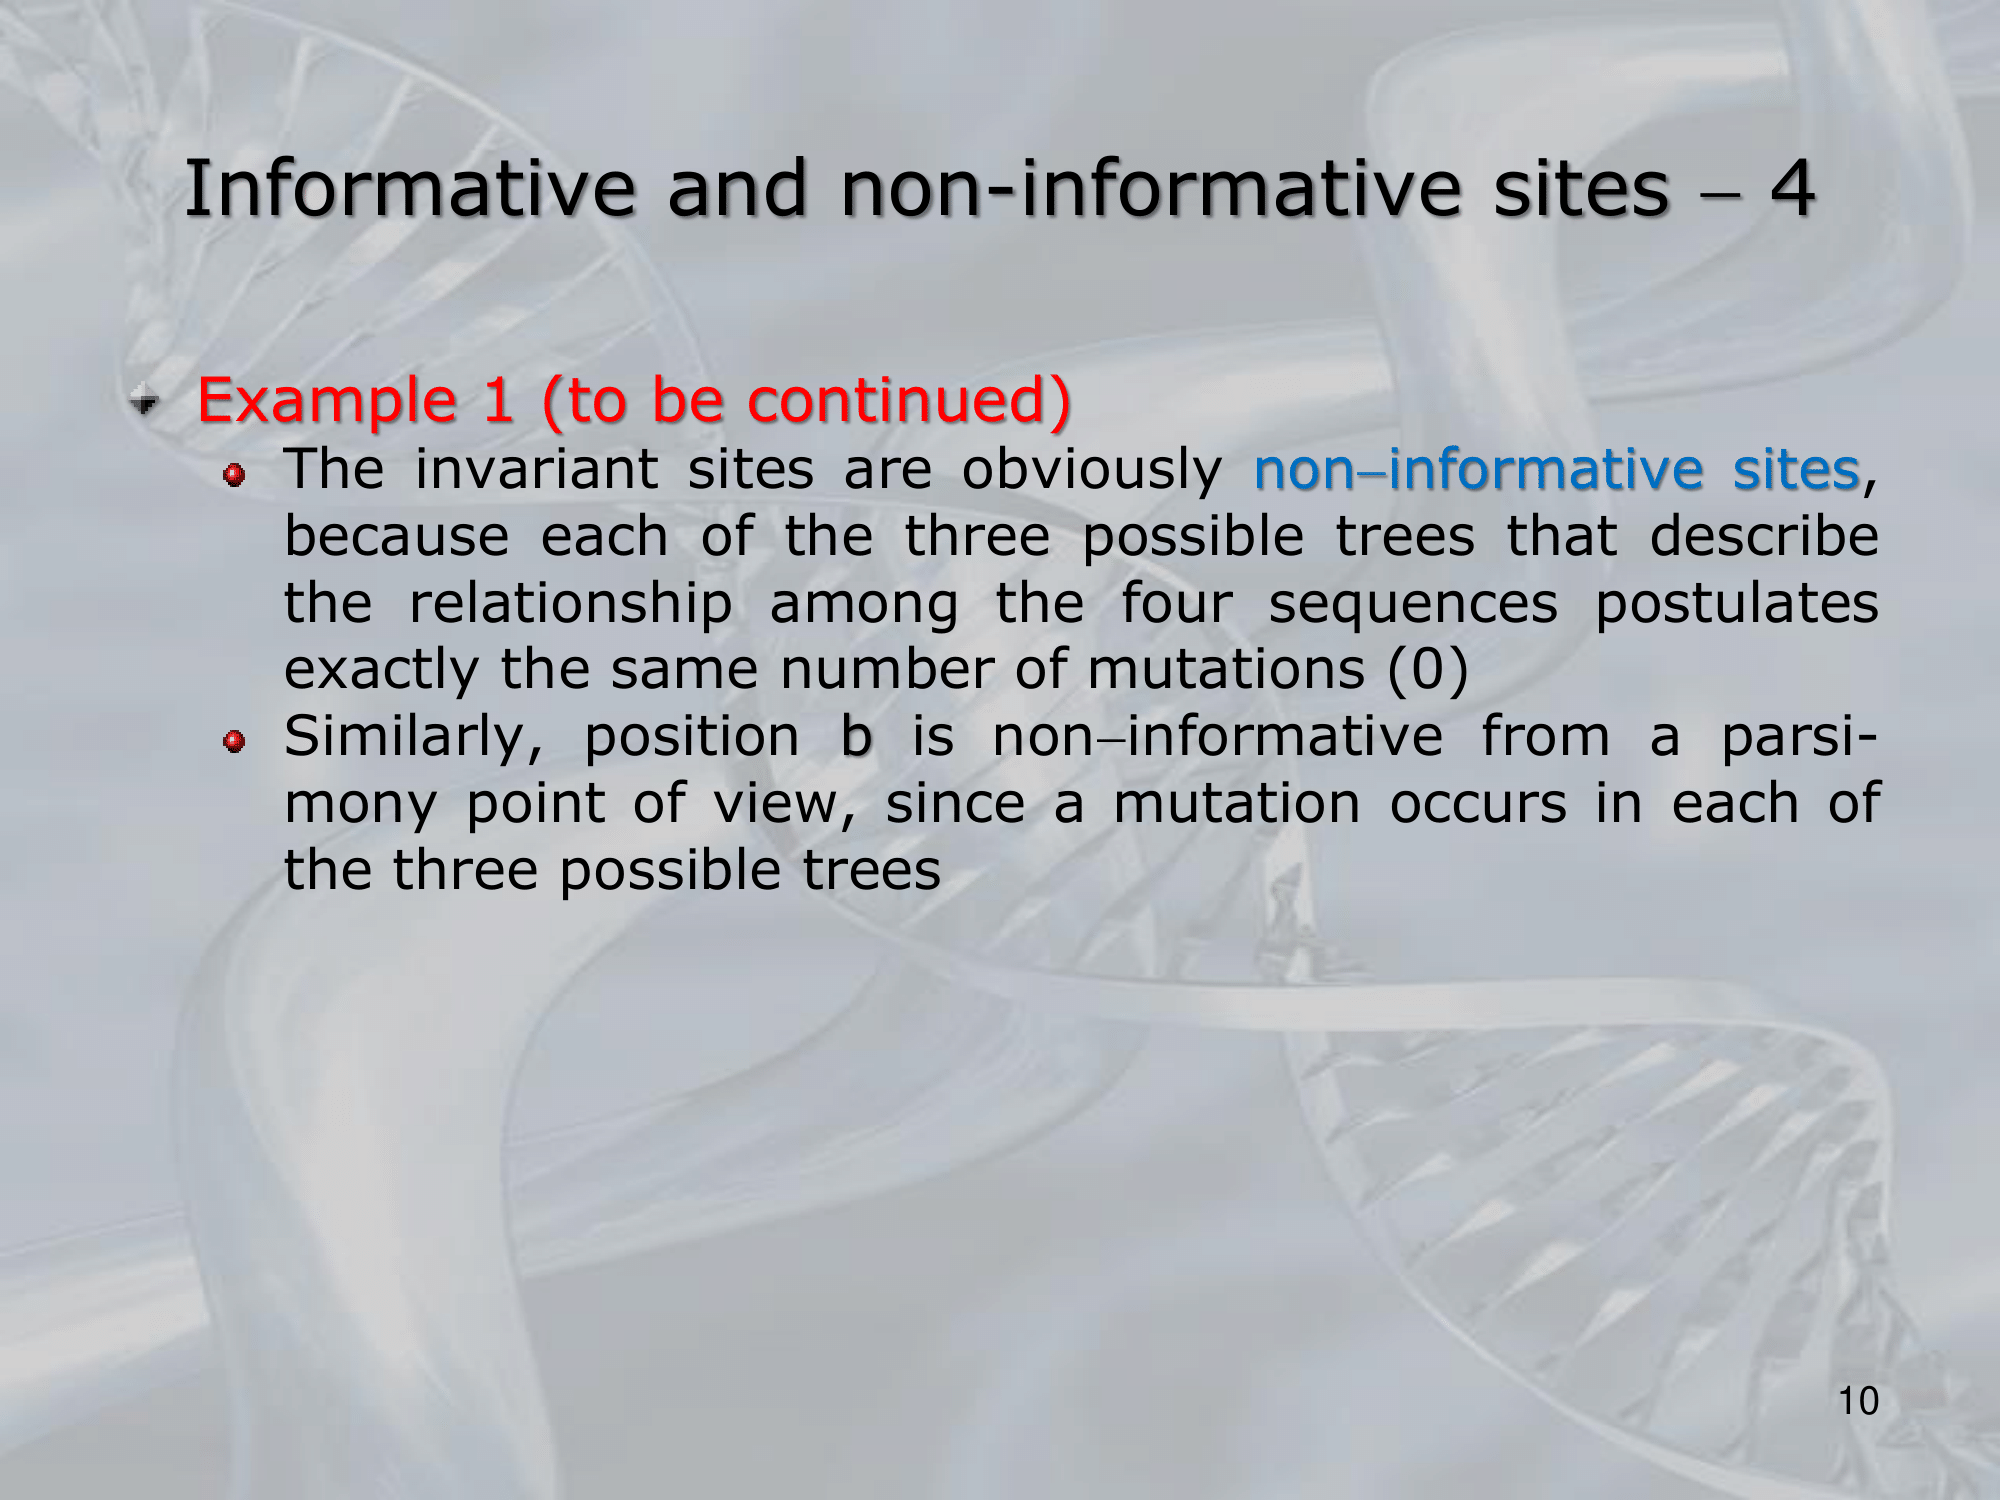 Informative and non-informative sites – 4
Example 1 (to be continued)
The invariant sites are obviously non–informative sites,
because each of the three possible trees that describe
the relationship among the four sequences postulates
exactly the same number of mutations (0)
Similarly, position b is non–informative from a parsi-
mony point of view, since a mutation occurs in each of
the three possible trees
10